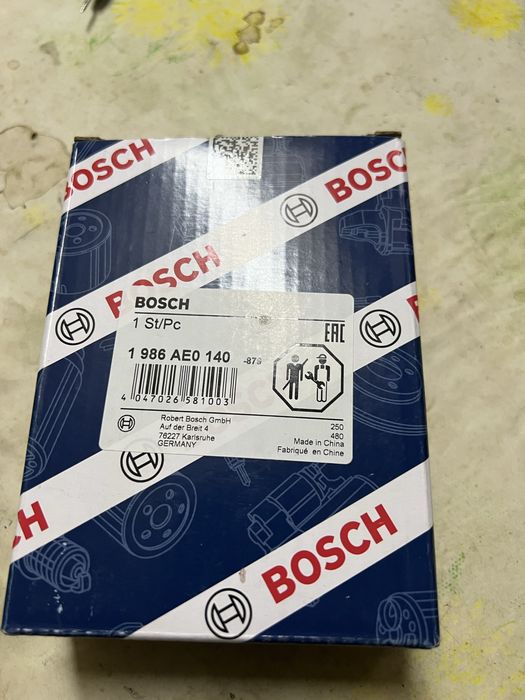 BOSCH
BOSCH
BOSCH
BOSCH
1 St/Pc
EAC
1 986 AE0 140
-879
4 047026 581003
Robert Bosch GmbH
Auf der Breit 4
76227 Karlsruhe
GERMANY
250
480
Made in China
Fabriqué en Chine
CH
BOSCH